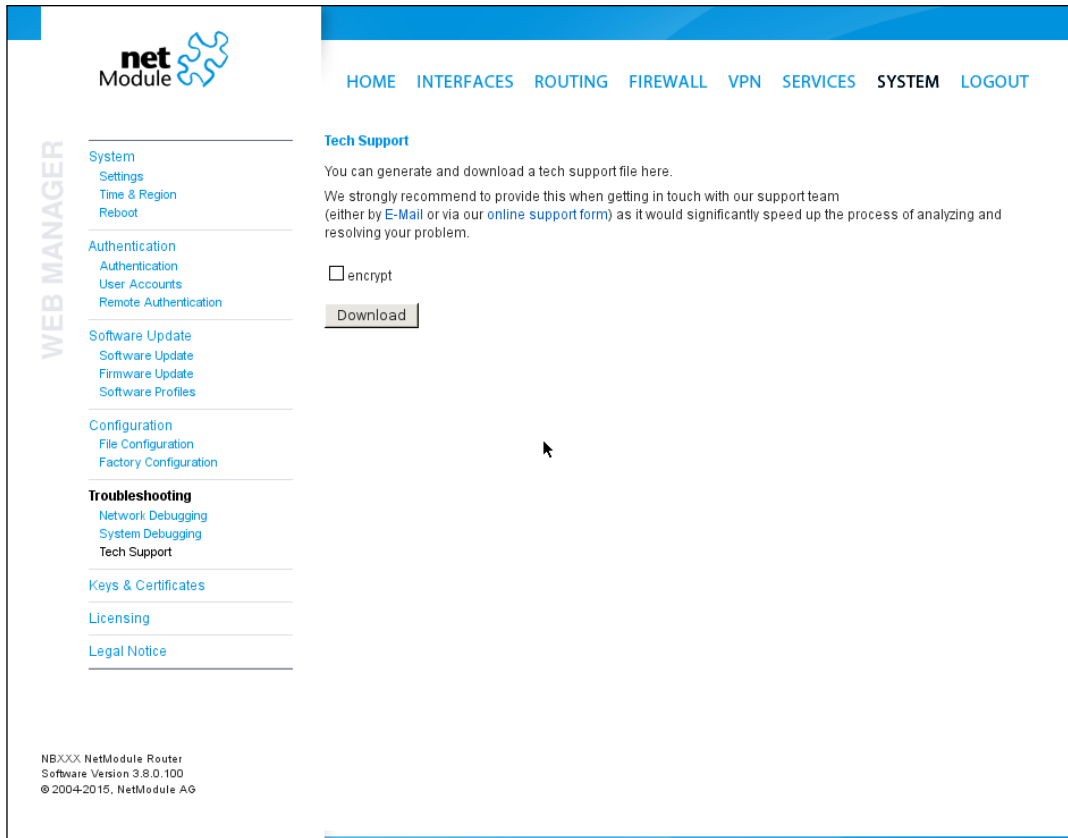 net
Module
HOME INTERFACES ROUTING FIREWALL VPN SERVICES SYSTEM LOGOUT
WEB MANAGER
System
Settings
Time & Region
Reboot
Authentication
Authentication
User Accounts
Remote Authentication
Software Update
Software Update
Firmware Update
Software Profiles
Configuration
File Configuration
Factory Configuration
Troubleshooting
Network Debugging
System Debugging
Tech Support
Keys & Certificates
Licensing
Legal Notice
Tech Support
You can generate and download a tech support file here.
We strongly recommend to provide this when getting in touch with our support team
(either by E-Mail or via our online support form) as it would significantly speed up the process of analyzing and
resolving your problem.
encrypt
Download
NBXXX NetModule Router
Software Version 3.8.0.100
© 2004-2015, NetModule AG